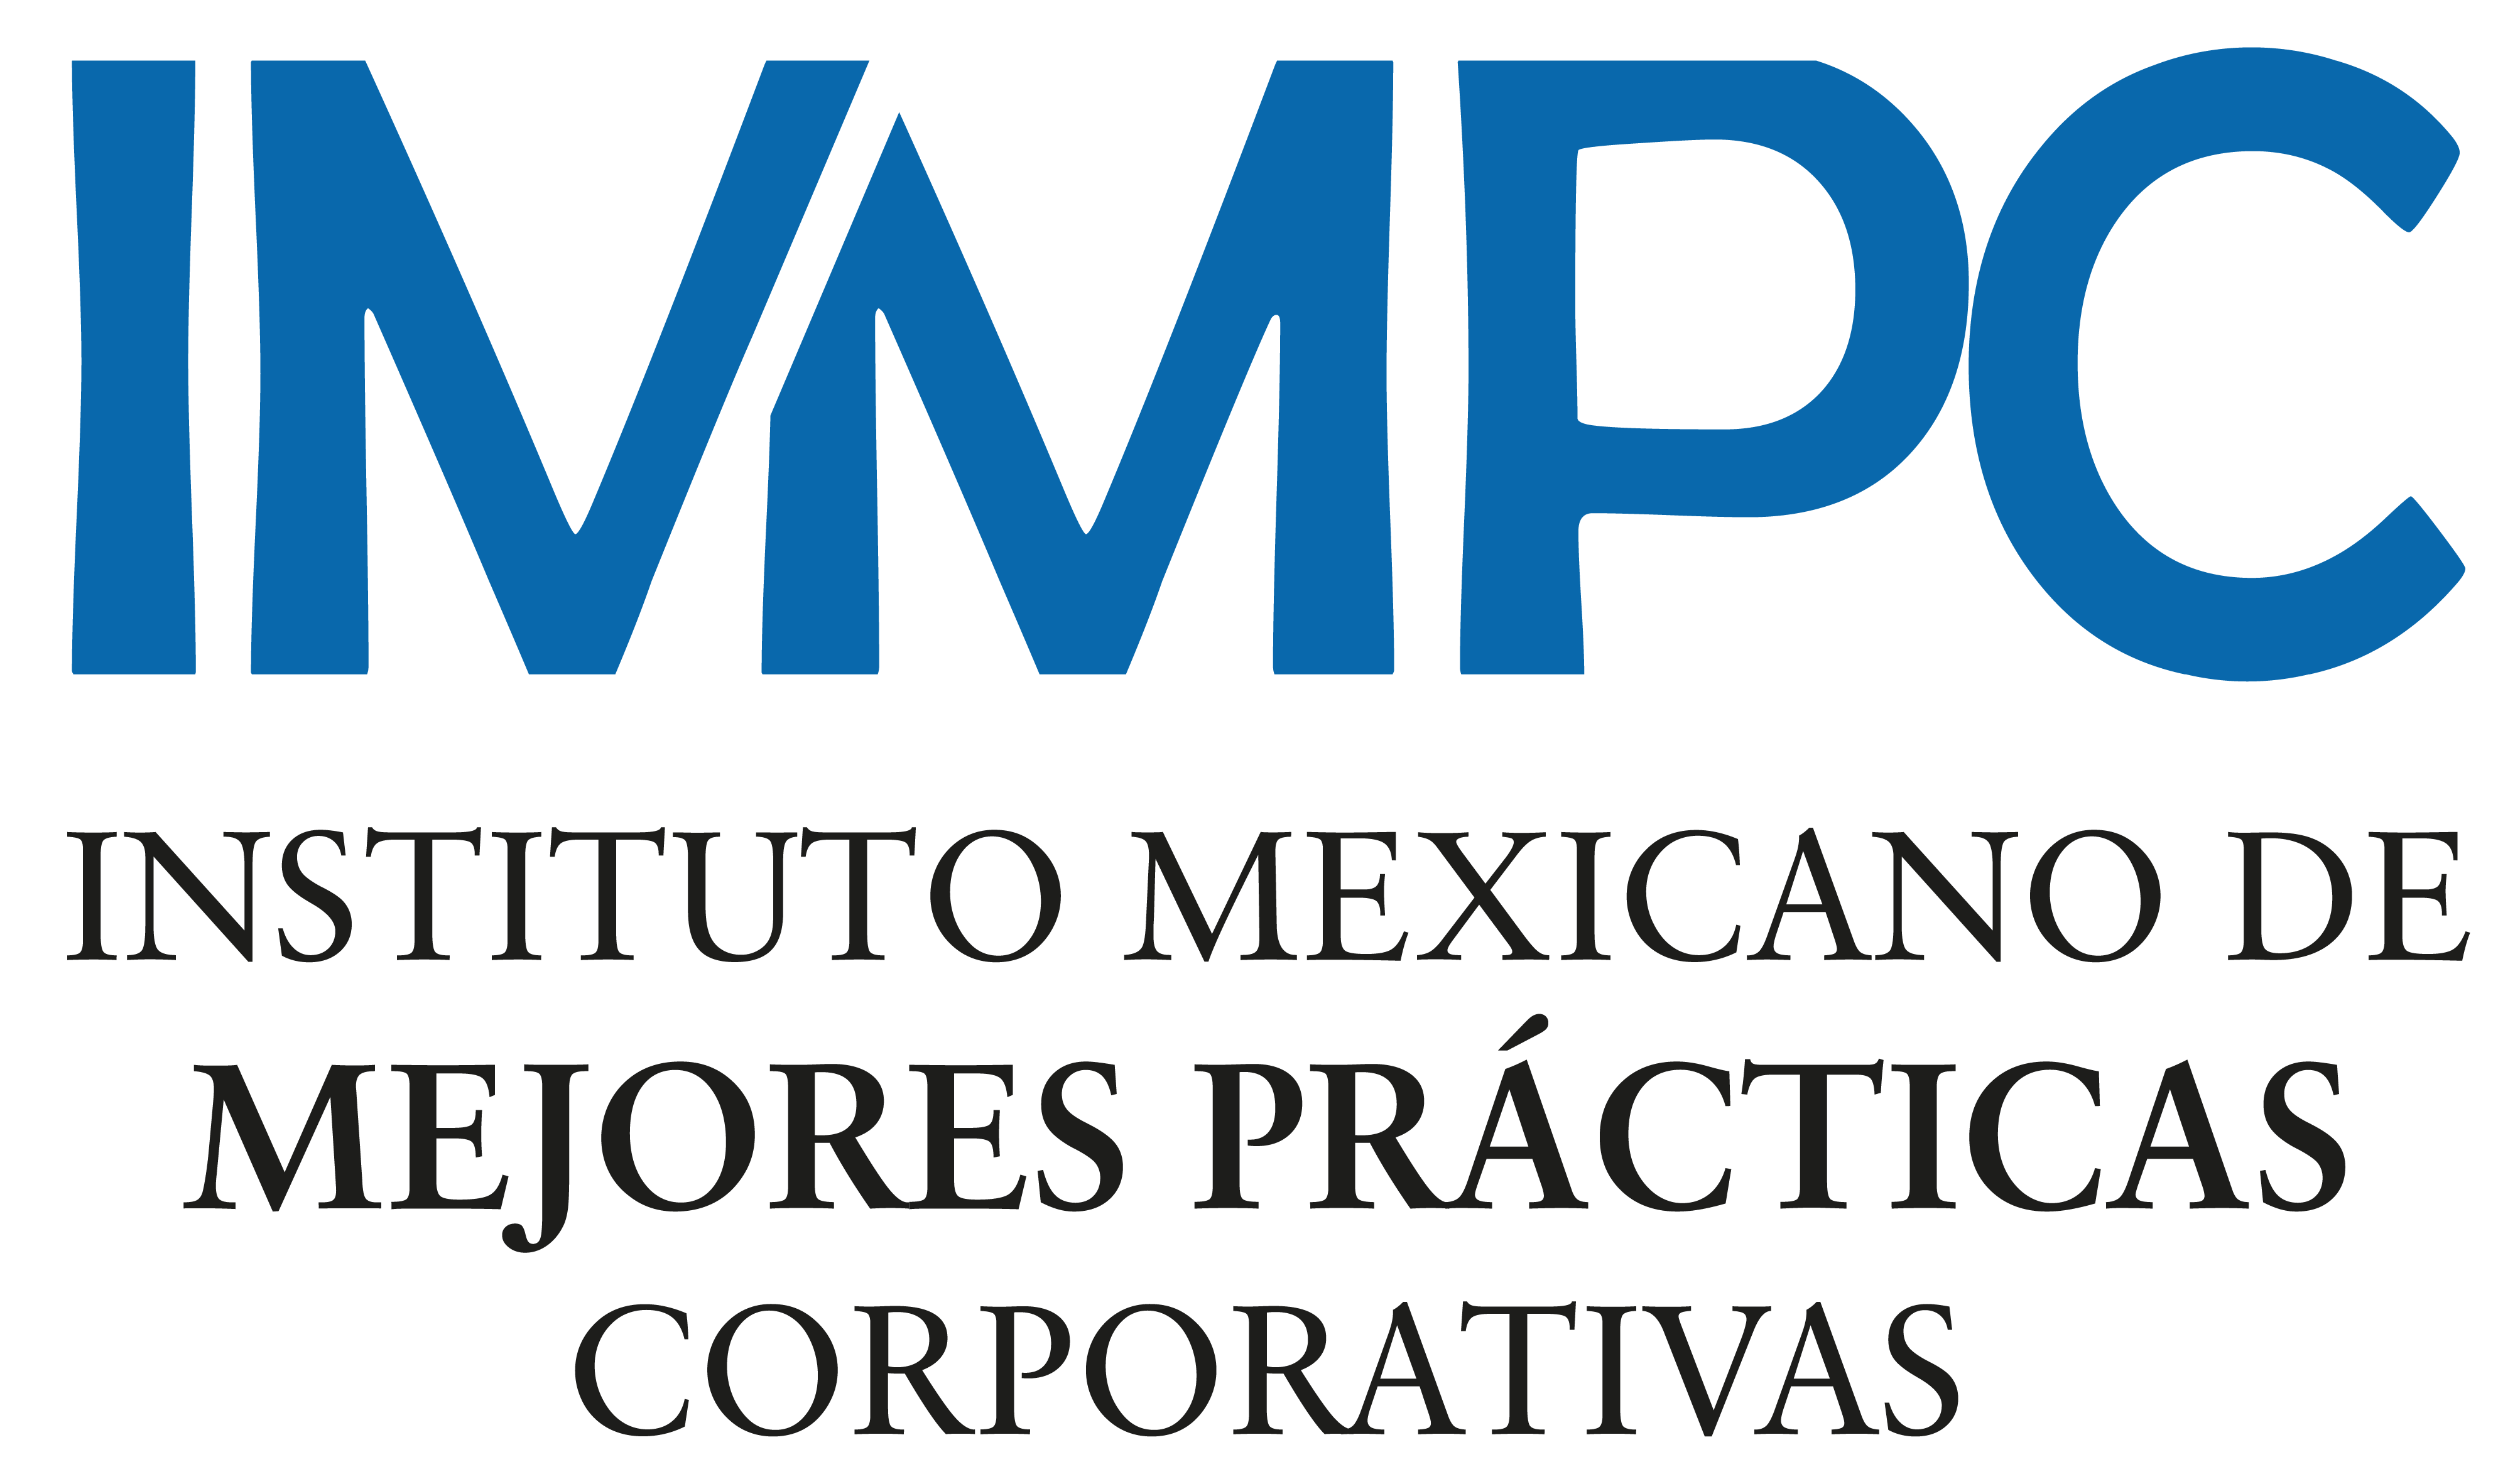 IMMPC
INSTITUTO MEXICANO DE
MEJORES PRÁCTICAS
CORPORATIVAS